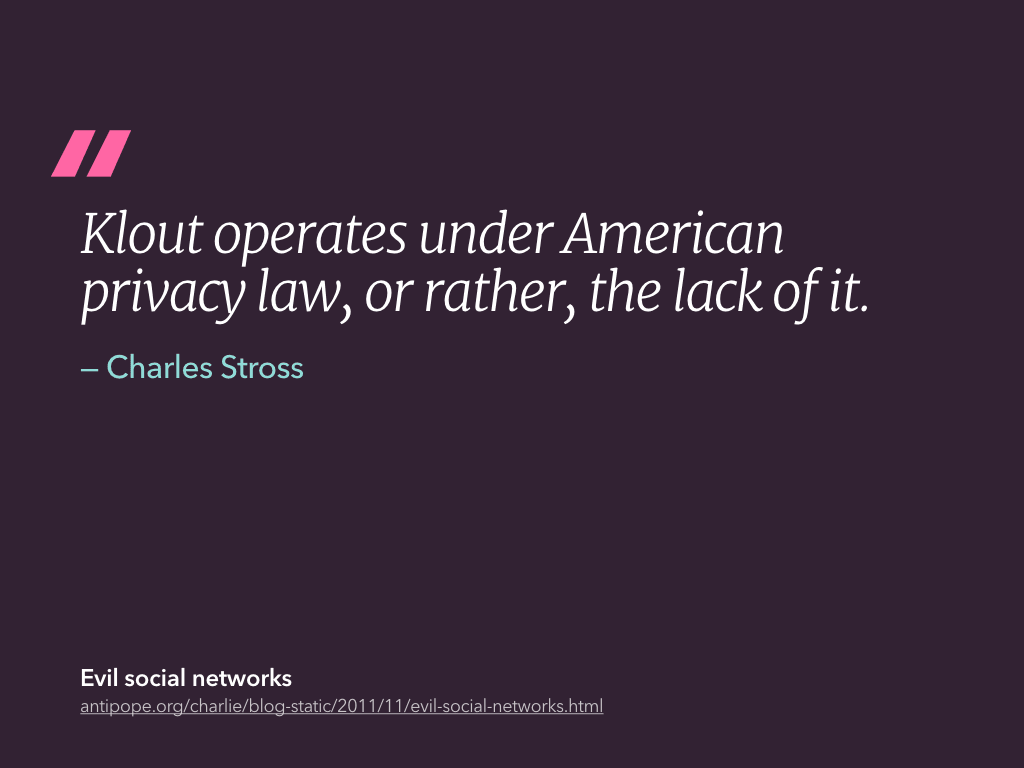 Klout operates under American
privacy law, or rather, the lack of it.
– Charles Stross
Evil social networks
antipope.org/charlie/blog-static/2011/11/evil-social-networks.html